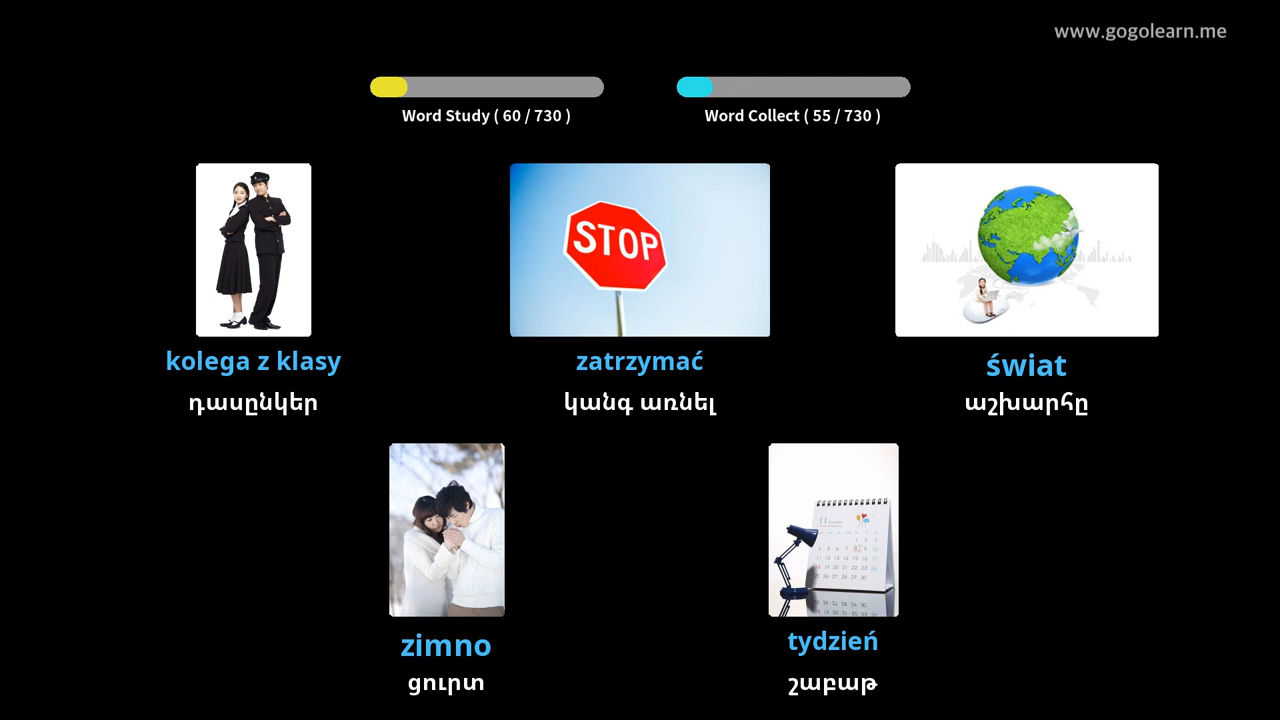 www.gogolearn.me
Word Study ( 60 / 730 )
Word Collect ( 55 / 730 )
STOP
kolega z klasy
դասընկեր
zatrzymać
կանգ առնել
świat
աշխարհը
zimno
ցուրտ
tydzień
շաբաթ